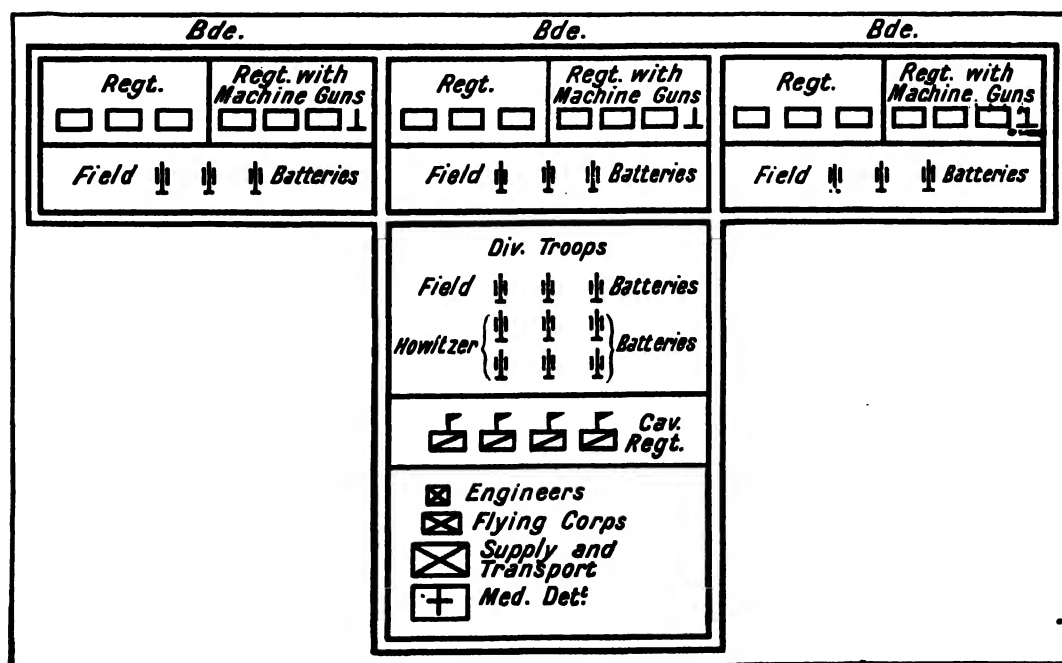 Bde.
Bde.
Bde.
Regt.
Regt. with
Machine Guns
Regt.
Regt. with
Machine Guns
Regt.
Regt. with
Machine Guns
Field Batteries
Field Batteries
Field Batteries
Div. Troops
Field Batteries
Howitzer Batteries
Cav.
Regt.
Engineers
Flying Corps
Supply and
Transport
Med. Dett.